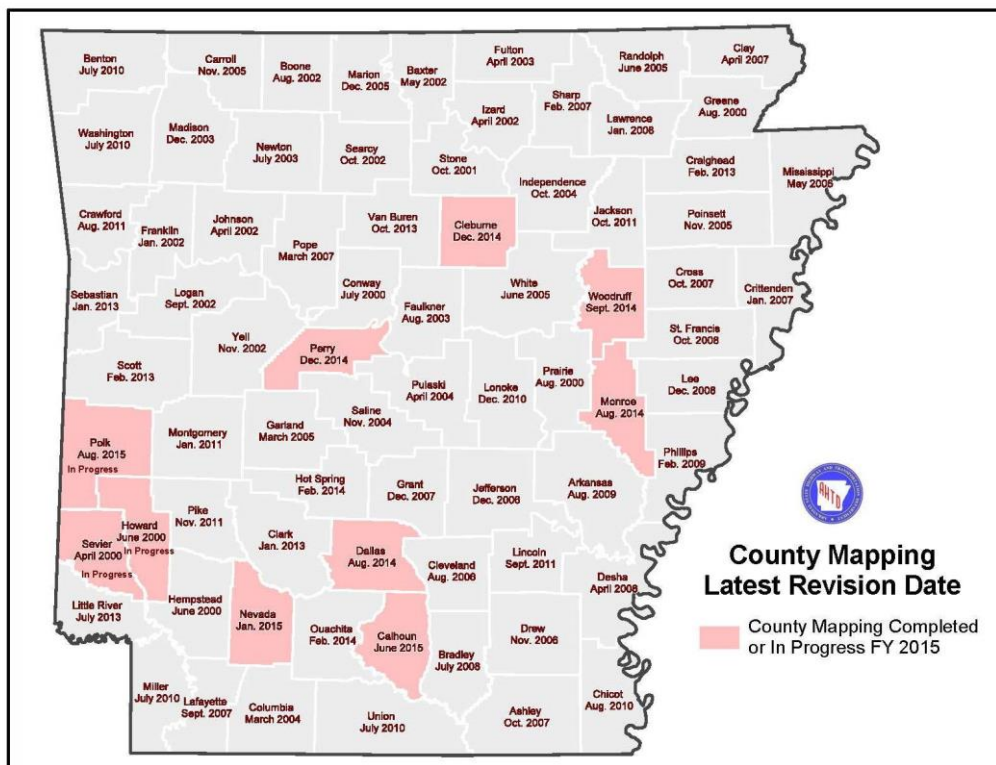 Benton
July 2010
Carroll
Nov. 2005
Boone
Aug. 2002
Marion
Dec. 2005
Baxter
May 2002
Fulton
April 2003
Randolph
June 2005
Clay
April 2007
Washington
July 2010
Madison
Dec. 2003
Newton
July 2003
Searcy
Oct. 2002
Stone
Oct. 2001
Izard
April 2002
Sharp
Feb. 2007
Lawrence
Jan. 2008
Greene
Aug. 2000
Independence
Oct. 2004
Craighead
Feb. 2013
Mississippi
May 2006
Crawford
Aug. 2011
Franklin
Jan. 2002
Johnson
April 2002
Pope
March 2007
Van Buren
Oct. 2013
Cleburne
Dec. 2014
Jackson
Oct. 2011
Poinsett
Nov. 2005
Sebastian
Jan. 2013
Logan
Sept. 2002
Conway
July 2000
Faulkner
Aug. 2003
White
June 2005
Woodruff
Sept. 2014
Cross
Oct. 2007
Crittenden
Jan. 2007
St. Francis
Oct. 2008
Scott
Feb. 2013
Yell
Nov. 2002
Perry
Dec. 2014
Pulaski
April 2004
Lonoke
Dec. 2010
Prairie
Aug. 2000
Monroe
Aug. 2014
Lee
Dec. 2008
Polk
Aug. 2015
In Progress
Montgomery
Jan. 2011
Garland
March 2005
Saline
Nov. 2004
Hot Spring
Feb. 2014
Grant
Dec. 2007
Jefferson
Dec. 2006
Arkansas
Aug. 2009
Phillips
Feb. 2009
Sevier
April 2000
In Progress
Howard
June 2000
In Progress
Pike
Nov. 2011
Clark
Jan. 2013
Dallas
Aug. 2014
Cleveland
Aug. 2006
Lincoln
Sept. 2011
Desha
April 2008
Little River
July 2013
Hempstead
June 2000
Nevada
Jan. 2015
Ouachita
Feb. 2014
Calhoun
June 2015
Bradley
July 2008
Drew
Nov. 2006
Miller
July 2010
Lafayette
Sept. 2007
Columbia
March 2004
Union
July 2010
Ashley
Oct. 2007
Chicot
Aug. 2010
AHTD
County Mapping
Latest Revision Date
County Mapping Completed
or In Progress FY 2015